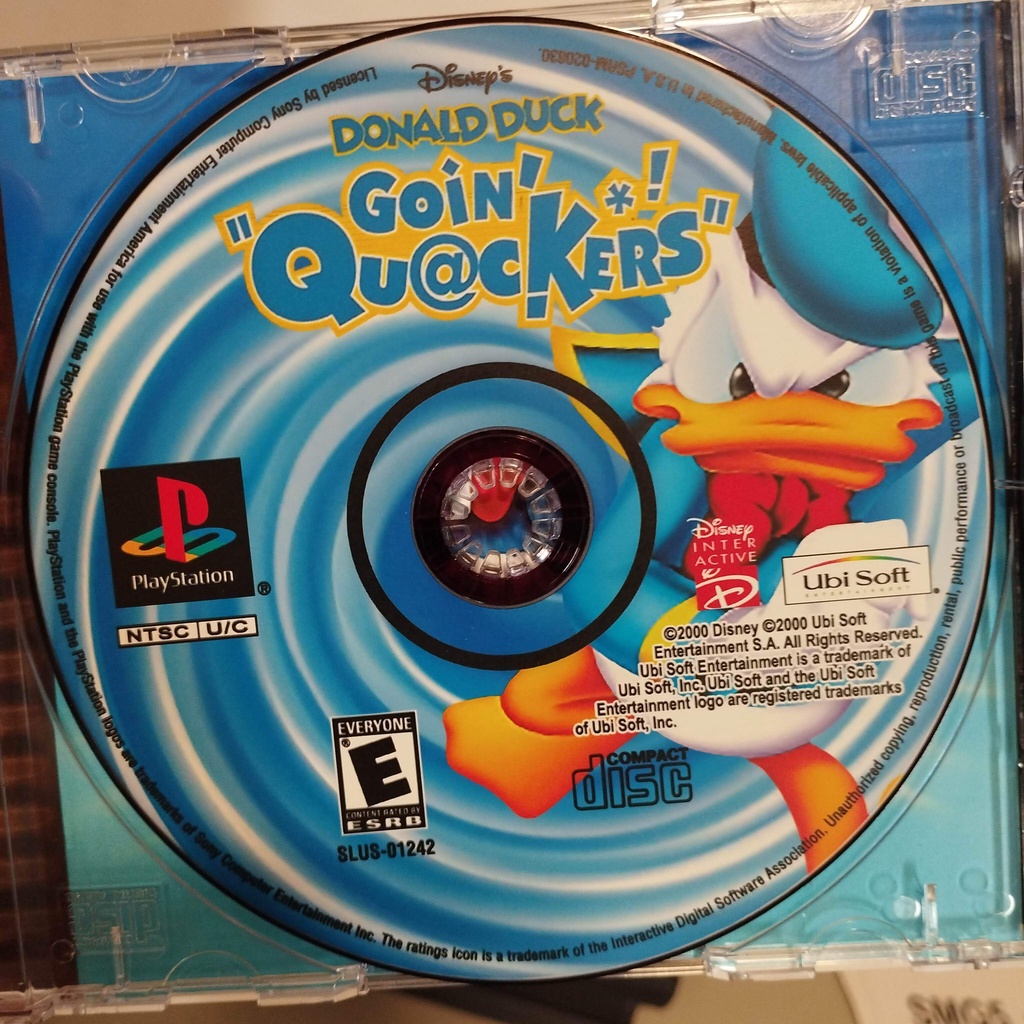 Disney's
DONALD DUCK
GOIN'
"QU@CKERS*!"
PlayStation®
NTSC U/C
DISNEY
INTER
ACTIVE
Ubi Soft
ENTERTAINMENT
©2000 Disney ©2000 Ubi Soft
Entertainment S.A. All Rights Reserved.
Ubi Soft Entertainment is a trademark of
Ubi Soft, Inc. Ubi Soft and the Ubi Soft
Entertainment logo are registered trademarks
of Ubi Soft, Inc.
EVERYONE
E
®
CONTENT RATED BY
ESRB
SLUS-01242
COMPACT
disc
Licensed by Sony Computer Entertainment America for use with the PlayStation game console. PlayStation and the PlayStation logos are trademarks of Sony Computer Entertainment Inc. The ratings icon is a trademark of the Interactive Digital Software Association. Unauthorized copying, reproduction, rental, public performance or broadcast of this game is a violation of applicable laws. Manufactured in U.S.A. PSRM-020630.
disc